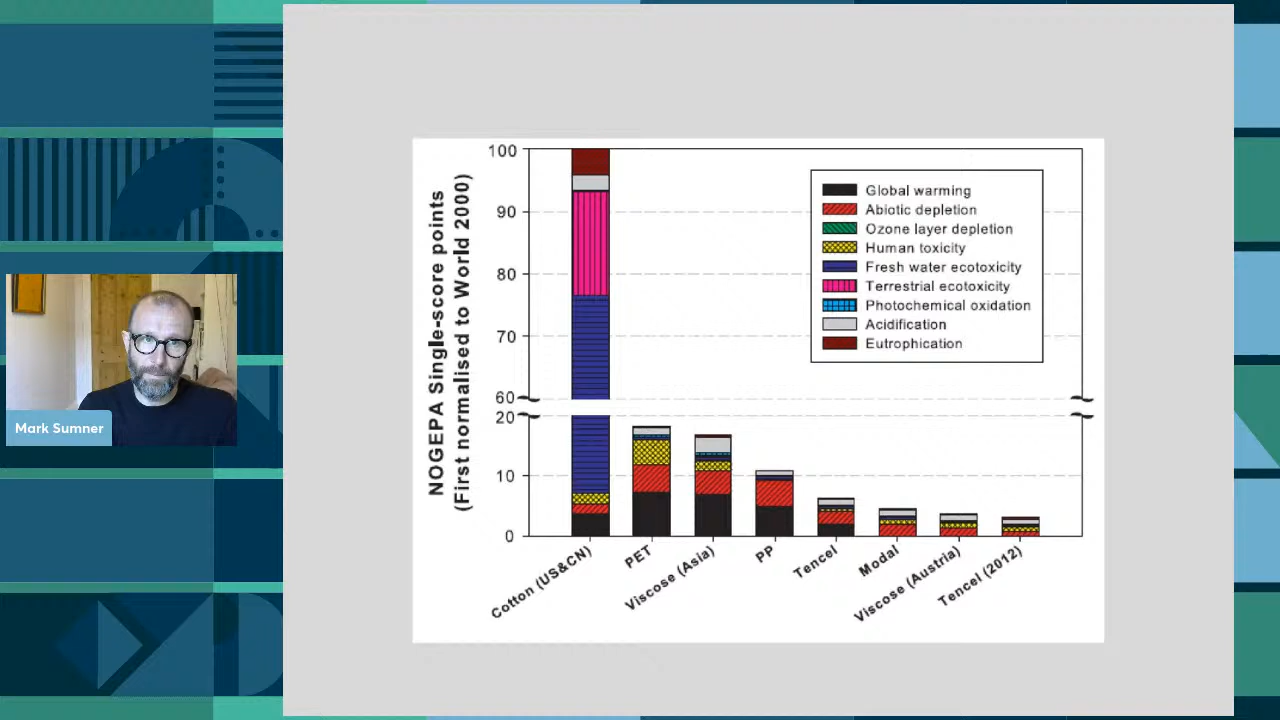 Mark Sumner
NOGEPA Single-score points
(First normalised to World 2000)
100
90
80
70
60
20
10
0
Global warming
Abiotic depletion
Ozone layer depletion
Human toxicity
Fresh water ecotoxicity
Terrestrial ecotoxicity
Photochemical oxidation
Acidification
Eutrophication
Cotton (US&CN)
PET
Viscose (Asia)
PP
Tencel
Modal
Viscose (Austria)
Tencel (2012)